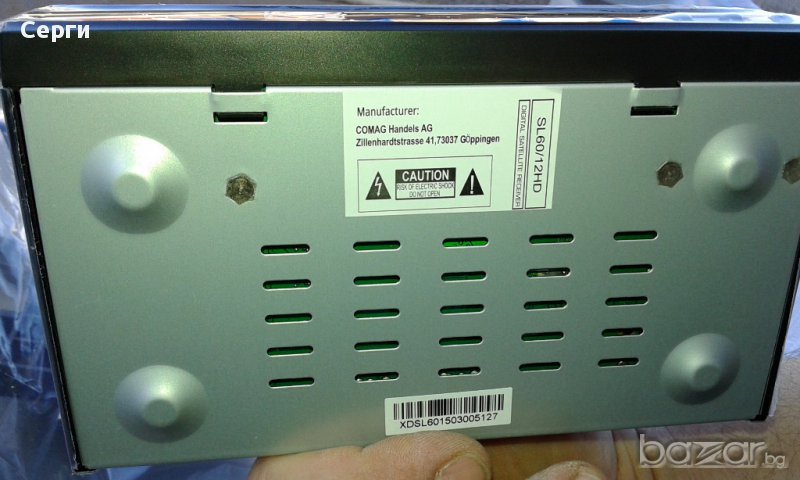 Серги
Manufacturer:
COMAG Handels AG
Zillenhardtstrasse 41,73037 Göppingen
CAUTION
RISK OF ELECTRIC SHOCK
DO NOT OPEN
SL60/12HD
DIGITAL SATELLITE RECEIVER
XDSL601503005127
bazar.bg